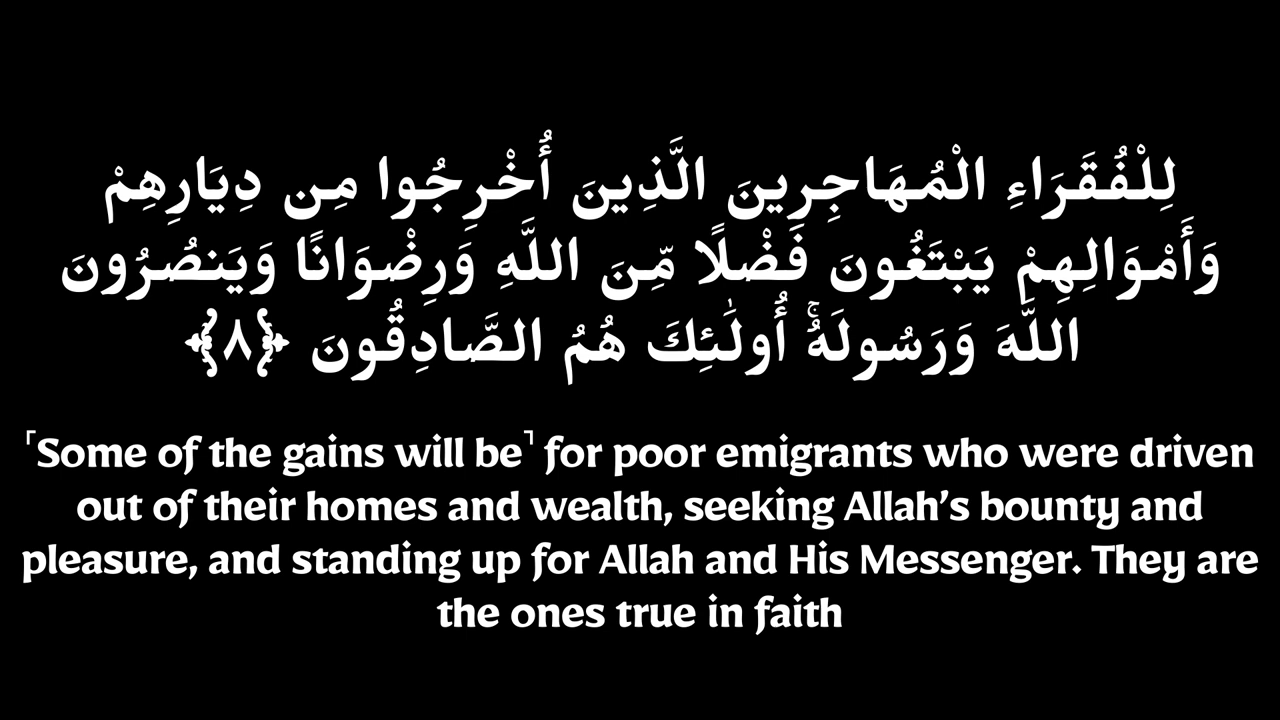 لِلْفُقَرَاءِ الْمُهَاجِرِينَ الَّذِينَ أُخْرِجُوا مِن دِيَارِهِمْ
وَأَمْوَالِهِمْ يَبْتَغُونَ فَضْلًا مِّنَ اللَّهِ وَرِضْوَانًا وَيَنصُرُونَ
اللَّهَ وَرَسُولَهُ ۚ أُولَٰئِكَ هُمُ الصَّادِقُونَ ﴿٨﴾
⸢Some of the gains will be⸣ for poor emigrants who were driven
out of their homes and wealth, seeking Allah’s bounty and
pleasure, and standing up for Allah and His Messenger. They are
the ones true in faith